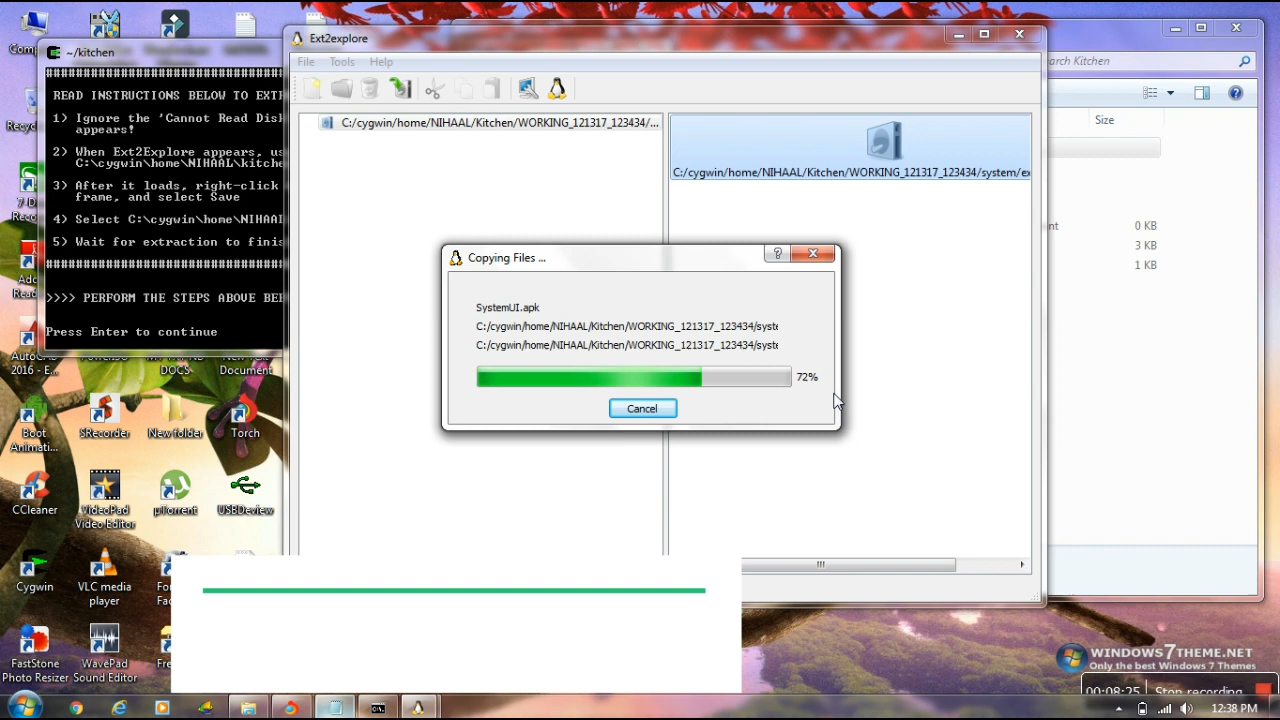 ~/kitchen
READ INSTRUCTIONS BELOW TO EXT
1) Ignore the 'Cannot Read Dis
appears!
2) When Ext2Explore appears, us
C:\cygwin\home\NIHAAL\kitche
3) After it loads, right-click
frame, and select Save
4) Select C:\cygwin\home\NIHAAL
5) Wait for extraction to finis
>>>> PERFORM THE STEPS ABOVE BEF
Press Enter to continue
Ext2explore
File Tools Help
C:/cygwin/home/NIHAAL/Kitchen/WORKING_121317_123434/...
C:/cygwin/home/NIHAAL/Kitchen/WORKING_121317_123434/system/ex
Copying Files ...
SystemUI.apk
C:/cygwin/home/NIHAAL/Kitchen/WORKING_121317_123434/syste
C:/cygwin/home/NIHAAL/Kitchen/WORKING_121317_123434/syste
72%
Cancel
Kitchen
Size
0 KB
3 KB
1 KB
2016 - E...
DOCS
Document
Boot
Animati...
SRecorder
New folder
Torch
CCleaner
VideoPad
Video Editor
µTorrent
USBDeview
Cygwin
VLC media
player
FastStone
Photo Resizer
WavePad
Sound Editor
WINDOWS7THEME.NET
Only the best Windows 7 Themes
00:08:25 Stop recording
12:38 PM